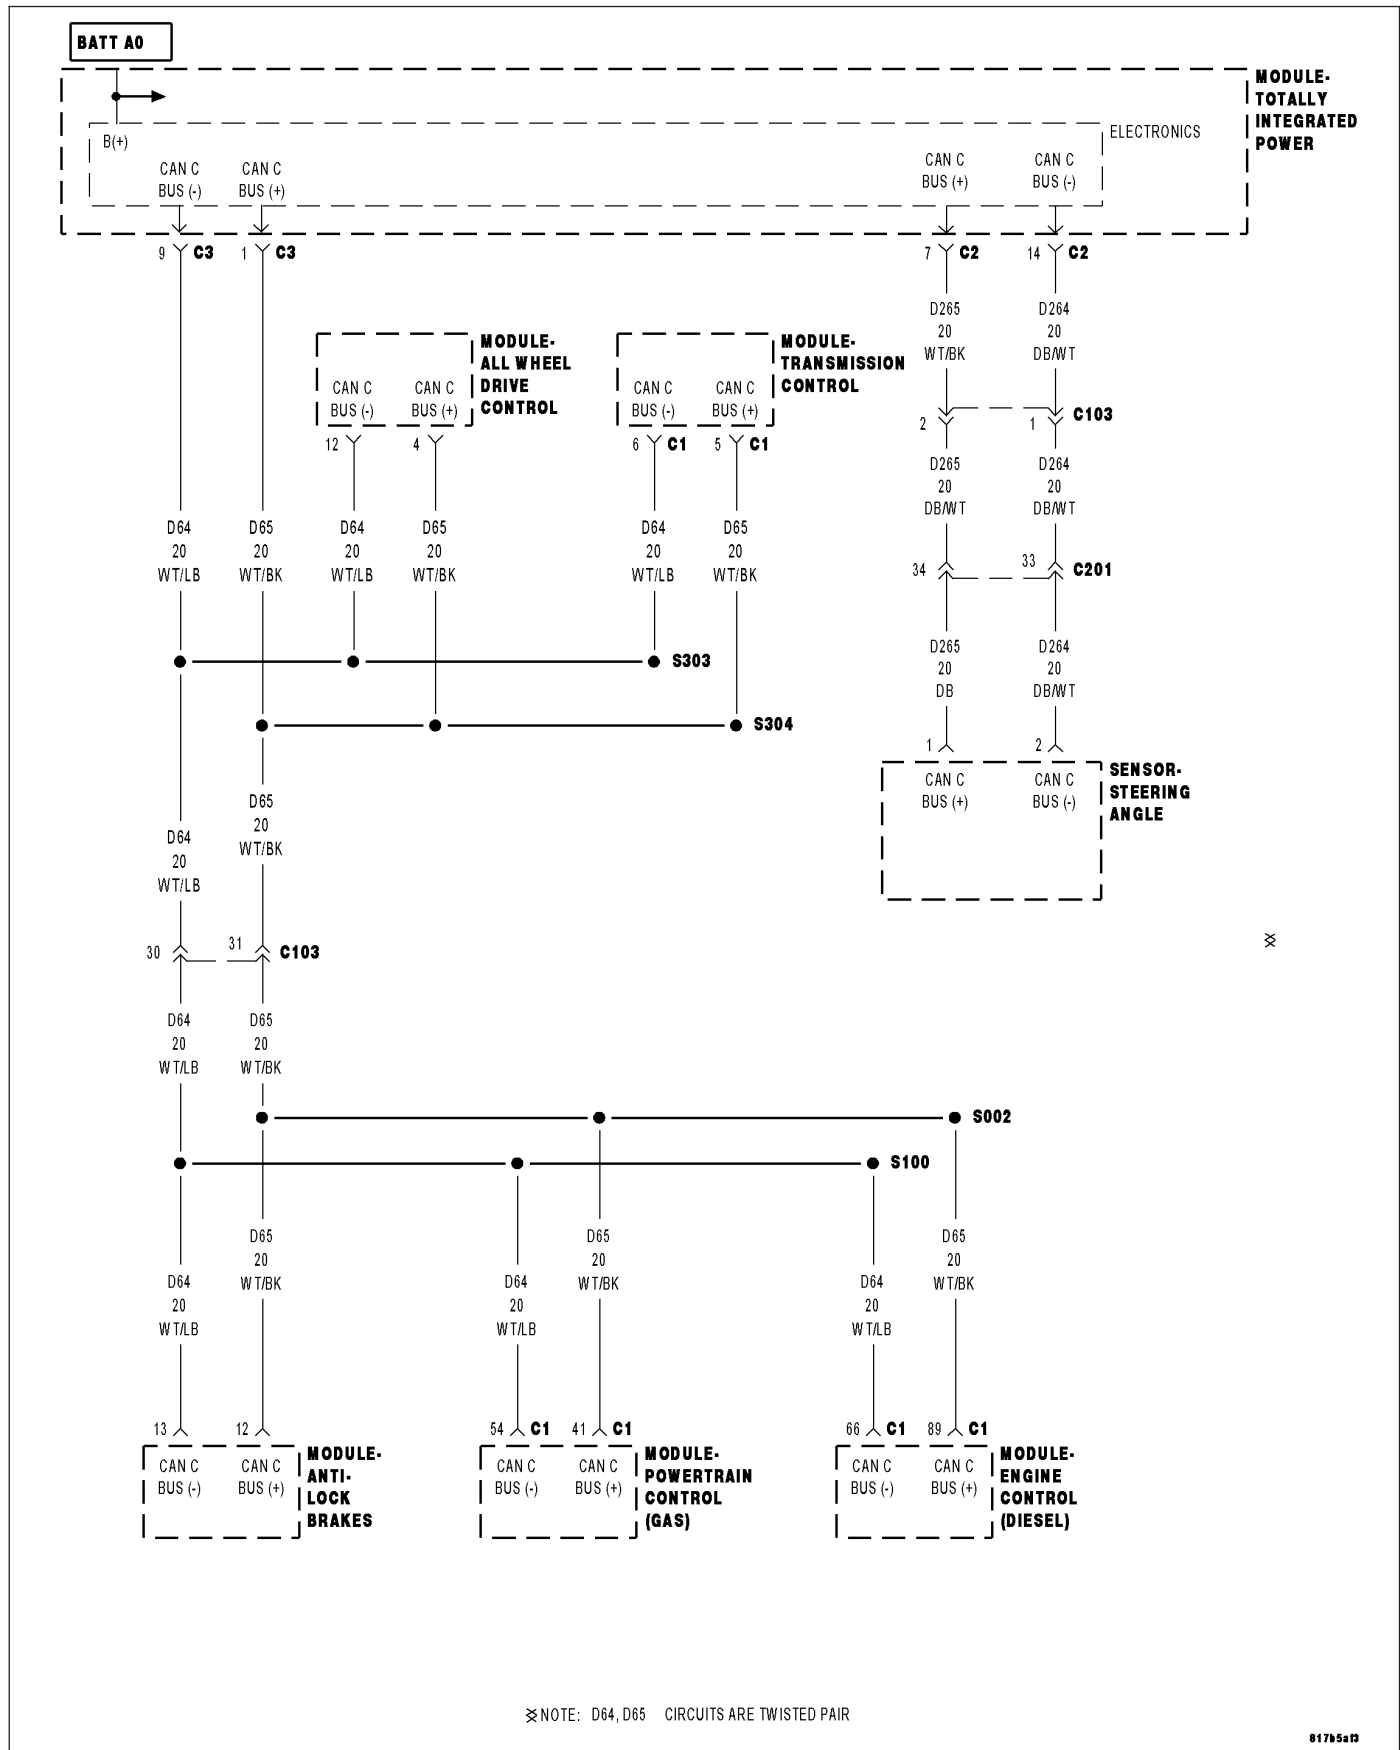 BATT A0
MODULE-
TOTALLY
INTEGRATED
POWER
ELECTRONICS
B(+)
CAN C
BUS (-)
CAN C
BUS (+)
CAN C
BUS (+)
CAN C
BUS (-)
9 C3
1 C3
7 C2
14 C2
D265
20
WT/BK
D264
20
DB/WT
MODULE-
ALL WHEEL
DRIVE
CONTROL
CAN C
BUS (-)
CAN C
BUS (+)
MODULE-
TRANSMISSION
CONTROL
CAN C
BUS (-)
CAN C
BUS (+)
2
1
C103
12
4
6 C1
5 C1
D265
20
DB/WT
D264
20
DB/WT
D64
20
WT/LB
D65
20
WT/BK
D64
20
WT/LB
D65
20
WT/BK
D64
20
WT/LB
D65
20
WT/BK
34
33
C201
S303
D265
20
DB
D264
20
DB/WT
S304
1
2
SENSOR-
STEERING
ANGLE
CAN C
BUS (+)
CAN C
BUS (-)
D64
20
WT/LB
D65
20
WT/BK
30
31
C103
D64
20
WT/LB
D65
20
WT/BK
S002
S100
D64
20
WT/LB
D65
20
WT/BK
D64
20
WT/LB
D65
20
WT/BK
D64
20
WT/LB
D65
20
WT/BK
13
12
54 C1
41 C1
66 C1
89 C1
CAN C
BUS (-)
CAN C
BUS (+)
MODULE-
ANTI-
LOCK
BRAKES
CAN C
BUS (-)
CAN C
BUS (+)
MODULE-
POWERTRAIN
CONTROL
(GAS)
CAN C
BUS (-)
CAN C
BUS (+)
MODULE-
ENGINE
CONTROL
(DIESEL)
NOTE: D64, D65 CIRCUITS ARE TWISTED PAIR
817b5af3